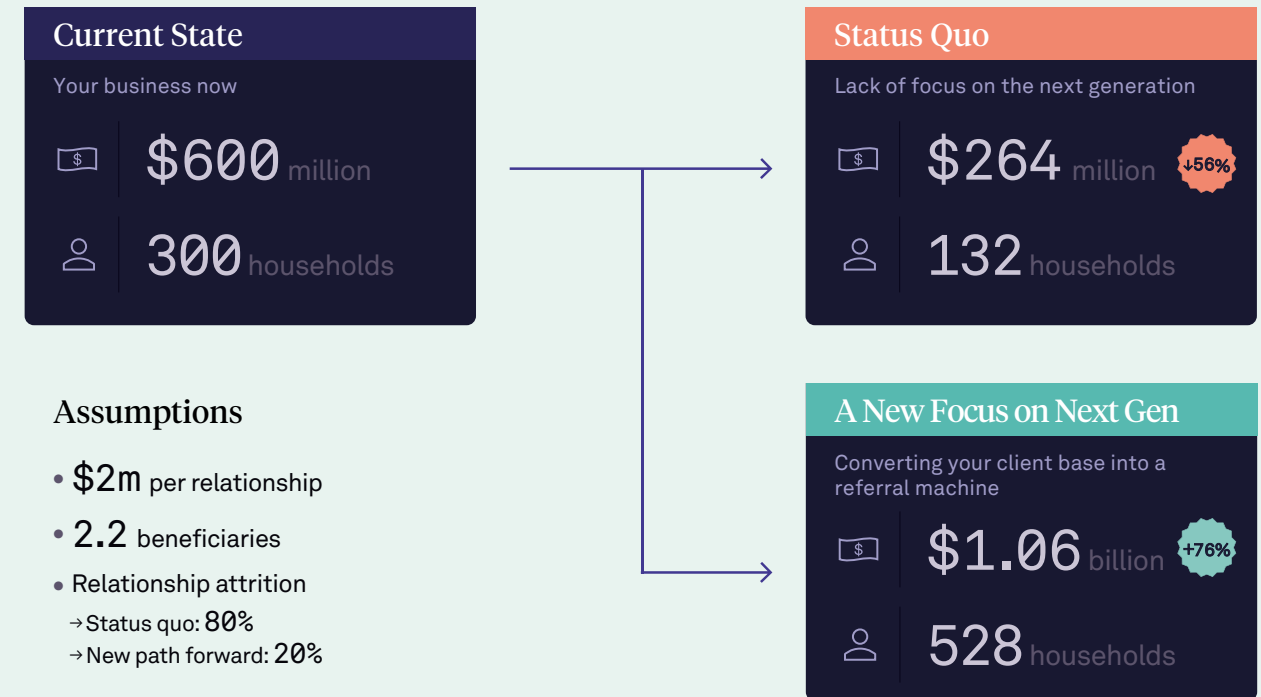 Current State
Your business now
$
$600 million
300 households
Assumptions
• $2m per relationship
• 2.2 beneficiaries
• Relationship attrition
→ Status quo: 80%
→ New path forward: 20%
Status Quo
Lack of focus on the next generation
$
$264 million
↓56%
132 households
A New Focus on Next Gen
Converting your client base into a
referral machine
$
$1.06 billion
+76%
528 households